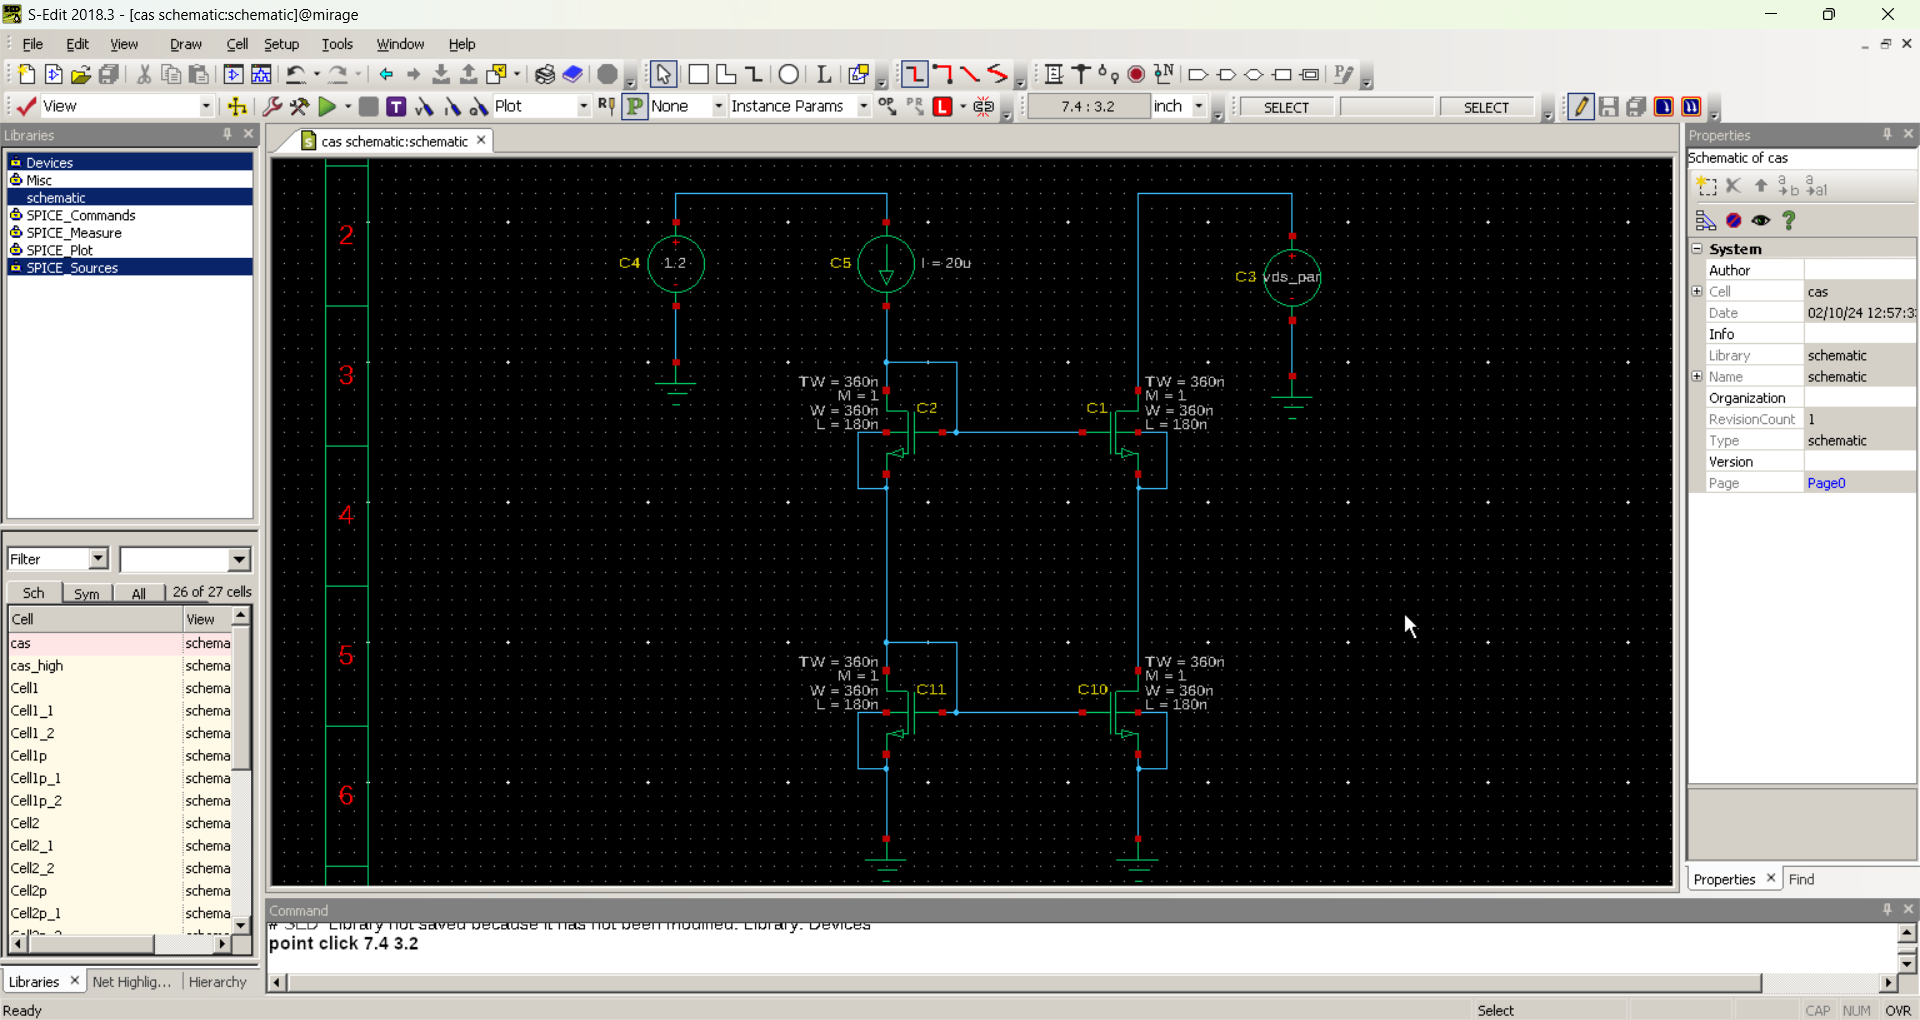 S-Edit 2018.3 - [cas schematic:schematic]@mirage
File Edit View Draw Cell Setup Tools Window Help
View Plot None Instance Params 7.4 : 3.2 inch SELECT SELECT
Libraries
Devices
Misc
schematic
SPICE_Commands
SPICE_Measure
SPICE_Plot
SPICE_Sources
Filter
Sch Sym All 26 of 27 cells
Cell View
cas schema
cas_high schema
Cell1 schema
Cell1_1 schema
Cell1_2 schema
Cell1p schema
Cell1p_1 schema
Cell1p_2 schema
Cell2 schema
Cell2_1 schema
Cell2_2 schema
Cell2p schema
Cell2p_1 schema
Libraries Net Highlig... Hierarchy
cas schematic:schematic
2
3
4
5
6
C4 1.2
C5 I = 20u
C3 vds_par
TW = 360n
M = 1
W = 360n
L = 180n
C2
C1
TW = 360n
M = 1
W = 360n
L = 180n
TW = 360n
M = 1
W = 360n
L = 180n
C11
C10
TW = 360n
M = 1
W = 360n
L = 180n
Properties
Schematic of cas
System
Author
Cell cas
Date 02/10/24 12:57:3
Info
Library schematic
Name schematic
Organization
RevisionCount 1
Type schematic
Version
Page Page0
Properties Find
Command
# SED Library not saved because it has not been modified. Library: Devices
point click 7.4 3.2
Ready Select CAP NUM OVR